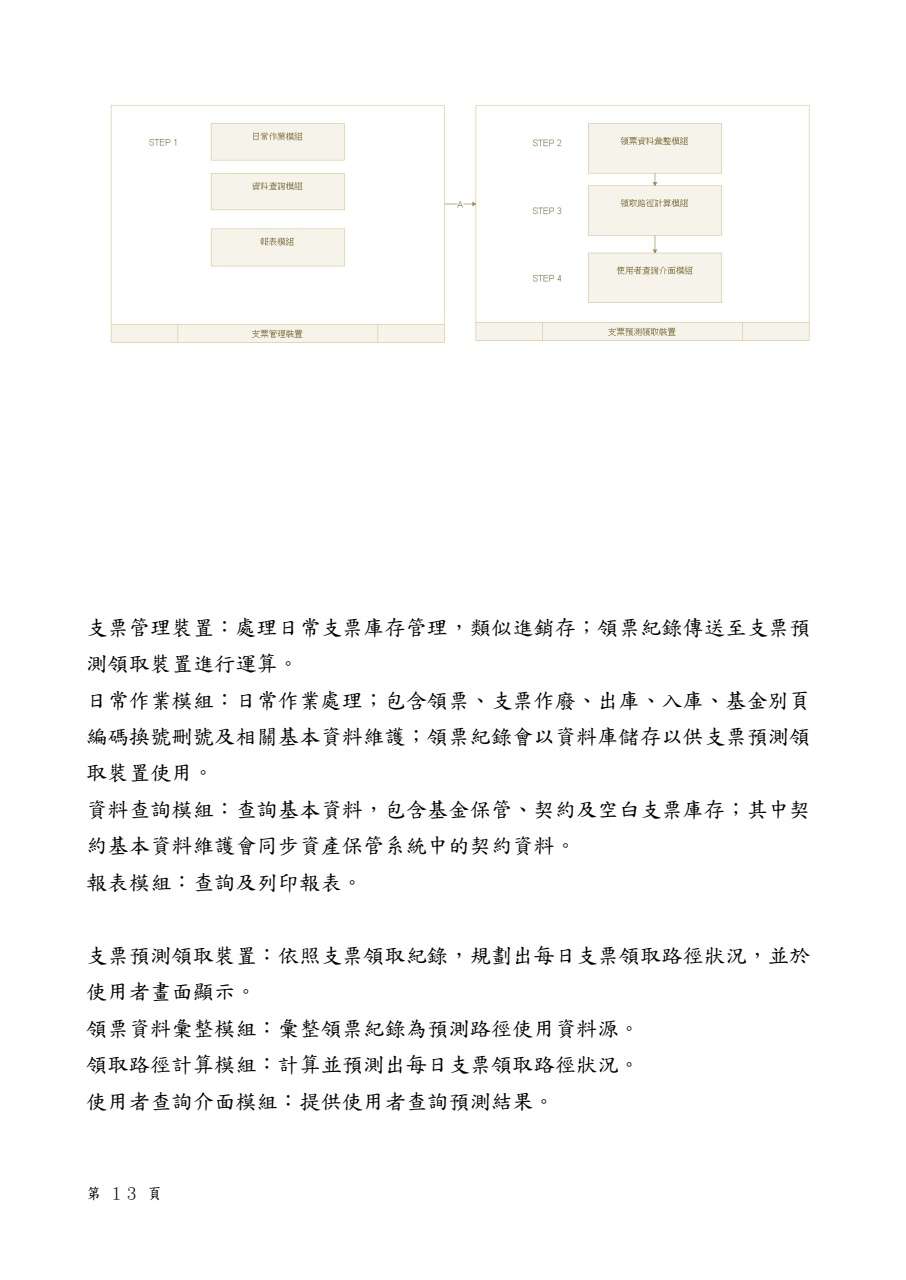 STEP 1
日常作業模組
資料查詢模組
報表模組
支票管理裝置
A
STEP 2
領票資料彙整模組
STEP 3
領取路徑計算模組
STEP 4
使用者查詢介面模組
支票預測領取裝置
支票管理裝置：處理日常支票庫存管理，類似進銷存；領票紀錄傳送至支票預
測領取裝置進行運算。
日常作業模組：日常作業處理；包含領票、支票作廢、出庫、入庫、基金別頁
編碼換號刪號及相關基本資料維護；領票紀錄會以資料庫儲存以供支票預測領
取裝置使用。
資料查詢模組：查詢基本資料，包含基金保管、契約及空白支票庫存；其中契
約基本資料維護會同步資產保管系統中的契約資料。
報表模組：查詢及列印報表。
支票預測領取裝置：依照支票領取紀錄，規劃出每日支票領取路徑狀況，並於
使用者畫面顯示。
領票資料彙整模組：彙整領票紀錄為預測路徑使用資料源。
領取路徑計算模組：計算並預測出每日支票領取路徑狀況。
使用者查詢介面模組：提供使用者查詢預測結果。
第 13 頁